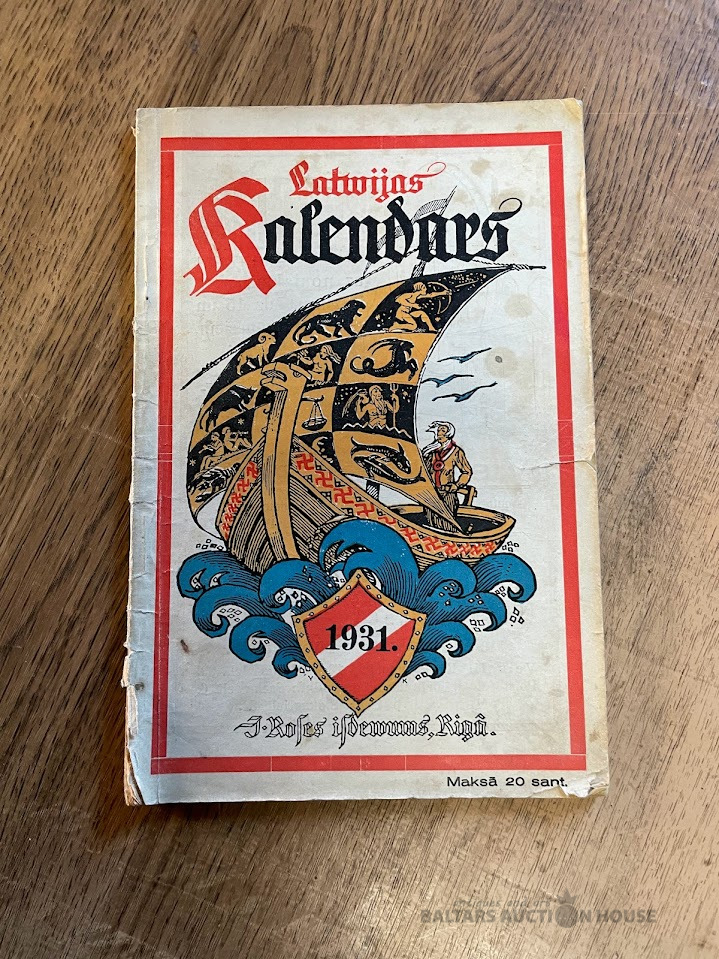 Latwijas
Kalendars
1931.
J. Roſes iſdewums, Rigâ.
Maksā 20 sant.
BALTARS AUCTION HOUSE